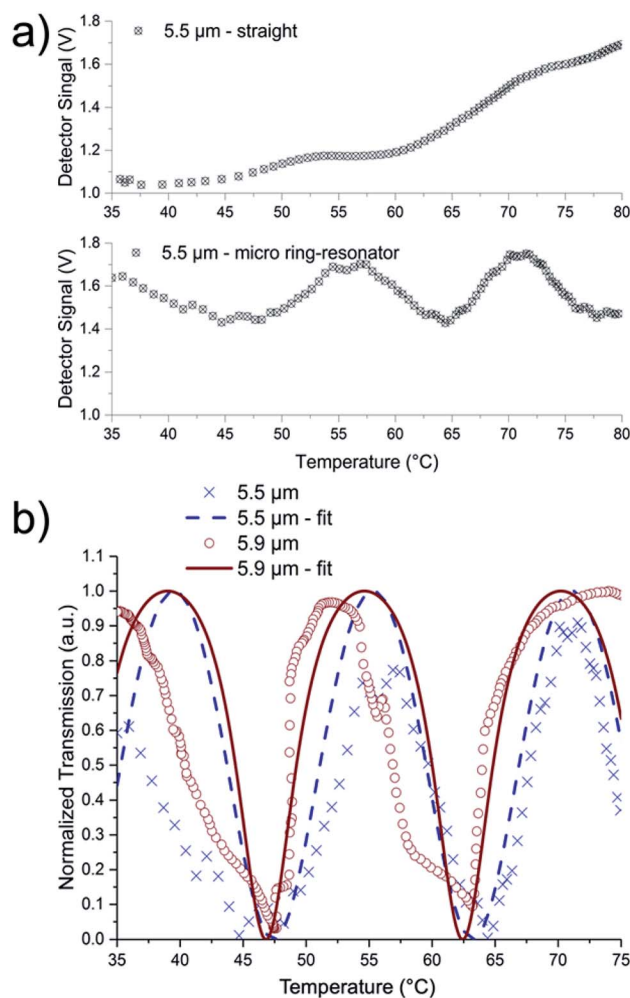 a)
5.5 µm - straight
Detector Singal (V)
1.8
1.6
1.4
1.2
1.0
35 40 45 50 55 60 65 70 75 80
5.5 µm - micro ring-resonator
Detector Signal (V)
1.8
1.6
1.4
1.2
1.0
35 40 45 50 55 60 65 70 75 80
Temperature (°C)
b)
5.5 µm
5.5 µm - fit
5.9 µm
5.9 µm - fit
Normalized Transmission (a.u.)
1.1
1.0
0.9
0.8
0.7
0.6
0.5
0.4
0.3
0.2
0.1
0.0
35 40 45 50 55 60 65 70 75
Temperature (°C)